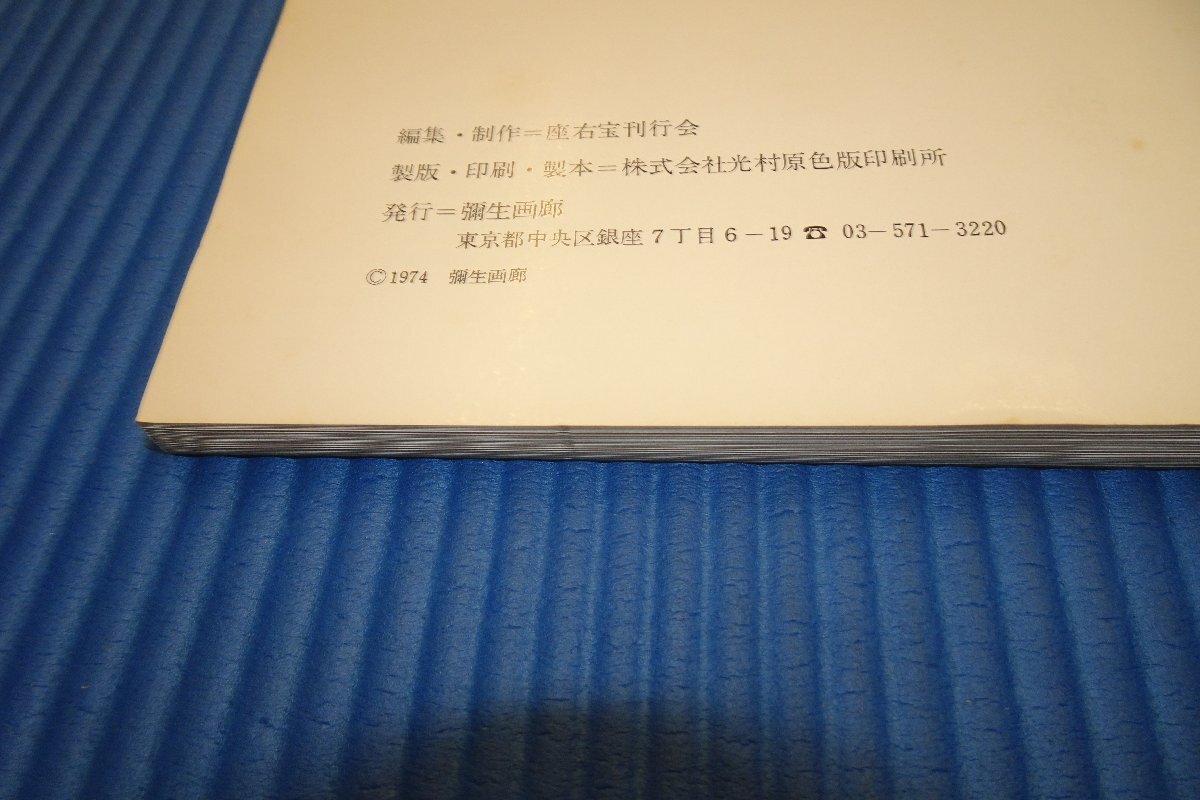 編集・制作＝座右宝刊行会
製版・印刷・製本＝株式会社光村原色版印刷所
発行＝彌生画廊
東京都中央区銀座7丁目6－19 ☎ 03－571－3220
©1974 彌生画廊